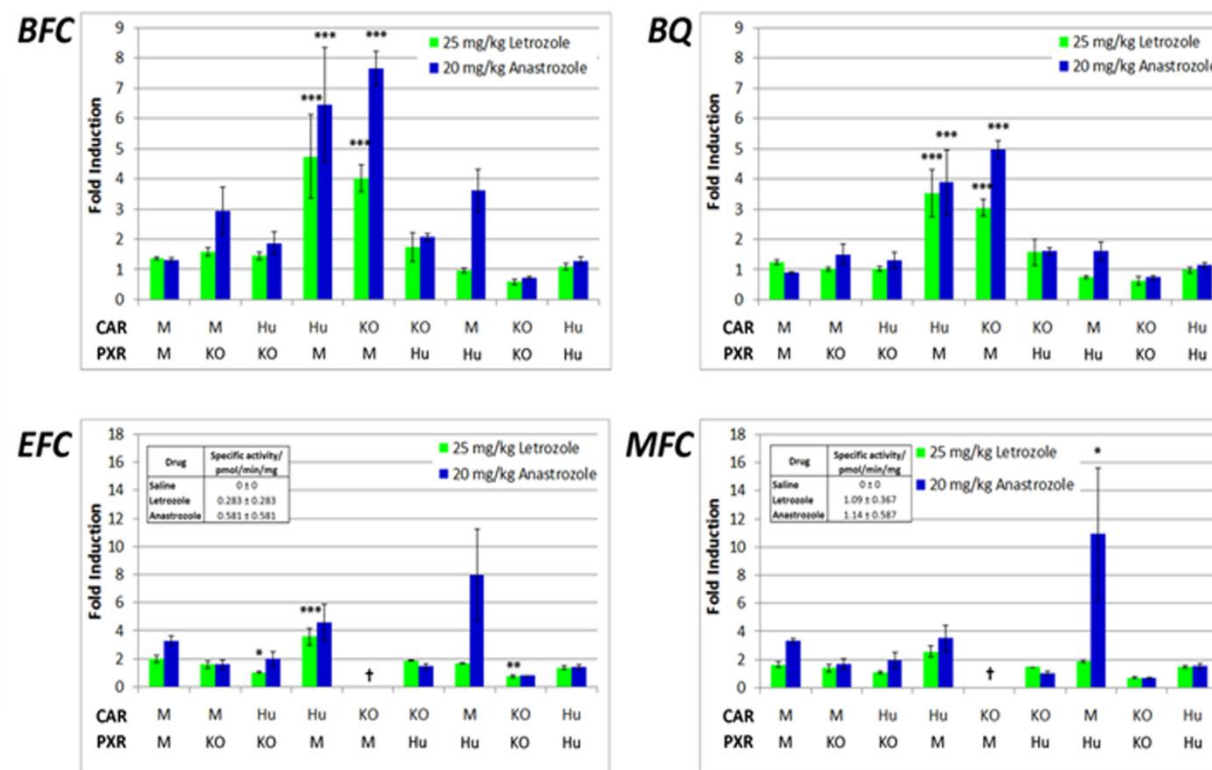 BFC
9
8
7
6
5
4
3
2
1
0
Fold Induction
25 mg/kg Letrozole
20 mg/kg Anastrozole
***
***
***
***
CAR M M Hu Hu KO KO M KO Hu
PXR M KO KO M M Hu Hu KO Hu
BQ
9
8
7
6
5
4
3
2
1
0
Fold Induction
25 mg/kg Letrozole
20 mg/kg Anastrozole
***
***
***
***
CAR M M Hu Hu KO KO M KO Hu
PXR M KO KO M M Hu Hu KO Hu
EFC
18
16
14
12
10
8
6
4
2
0
Fold Induction
Drug Specific activity/
pmol/min/mg
Saline 0 ± 0
Letrozole 0.283 ± 0.283
Anastrozole 0.581 ± 0.581
25 mg/kg Letrozole
20 mg/kg Anastrozole
*
***
†
**
CAR M M Hu Hu KO KO M KO Hu
PXR M KO KO M M Hu Hu KO Hu
MFC
18
16
14
12
10
8
6
4
2
0
Fold Induction
Drug Specific activity/
pmol/min/mg
Saline 0 ± 0
Letrozole 1.09 ± 0.367
Anastrozole 1.14 ± 0.587
25 mg/kg Letrozole
20 mg/kg Anastrozole
*
†
CAR M M Hu Hu KO KO M KO Hu
PXR M KO KO M M Hu Hu KO Hu